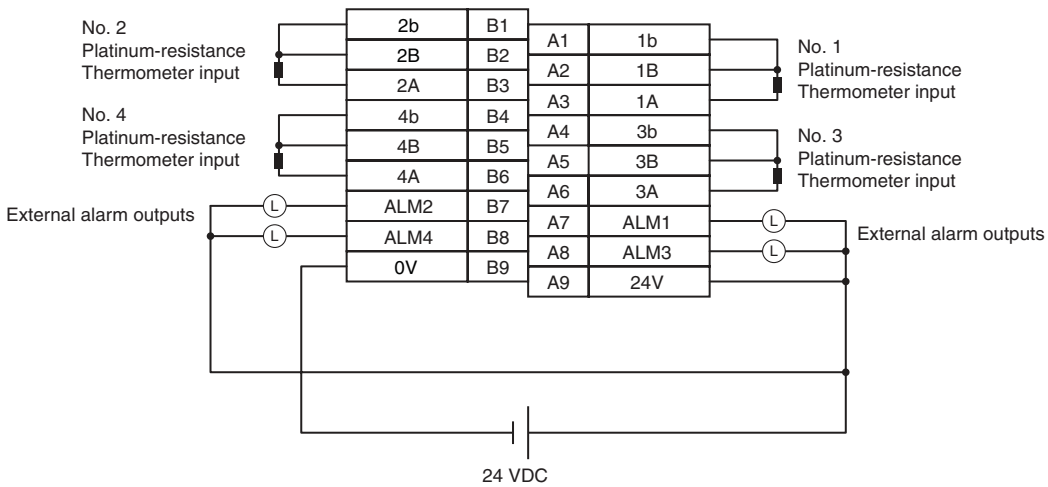 No. 2
Platinum-resistance
Thermometer input
No. 4
Platinum-resistance
Thermometer input
External alarm outputs
L
L
2b B1
2B B2
2A B3
4b B4
4B B5
4A B6
ALM2 B7
ALM4 B8
0V B9
A1 1b
A2 1B
A3 1A
A4 3b
A5 3B
A6 3A
A7 ALM1
A8 ALM3
A9 24V
L
L
No. 1
Platinum-resistance
Thermometer input
No. 3
Platinum-resistance
Thermometer input
External alarm outputs
24 VDC